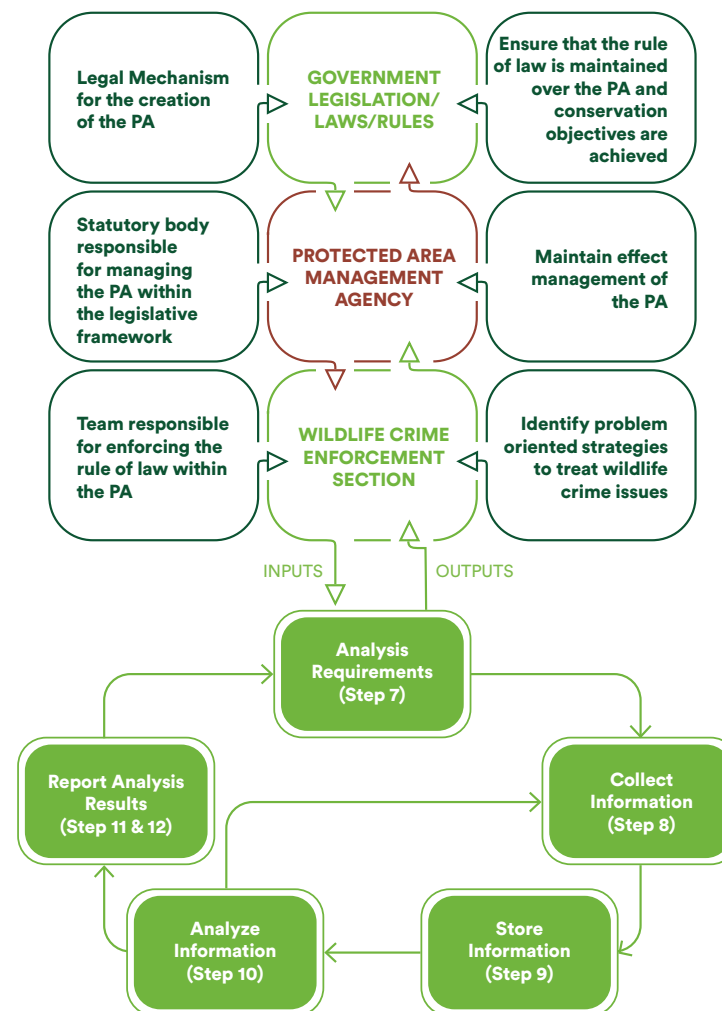 Legal Mechanism
for the creation
of the PA
GOVERNMENT
LEGISLATION/
LAWS/RULES
Ensure that the rule
of law is maintained
over the PA and
conservation
objectives are
achieved
Statutory body
responsible
for managing
the PA within
the legislative
framework
PROTECTED AREA
MANAGEMENT
AGENCY
Maintain effect
management of
the PA
Team responsible
for enforcing the
rule of law within
the PA
WILDLIFE CRIME
ENFORCEMENT
SECTION
Identify problem
oriented strategies
to treat wildlife
crime issues
INPUTS
OUTPUTS
Analysis
Requirements
(Step 7)
Report Analysis
Results
(Step 11 & 12)
Collect
Information
(Step 8)
Analyze
Information
(Step 10)
Store
Information
(Step 9)